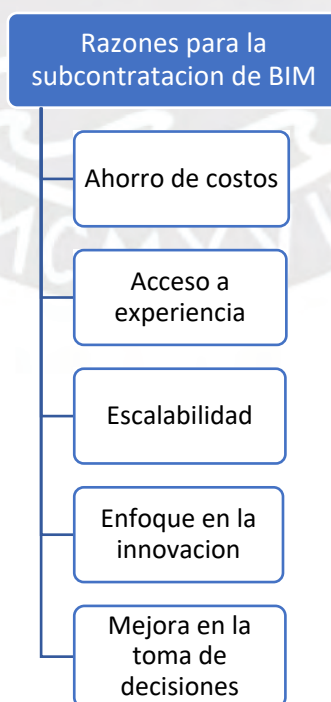 Razones para la
subcontratacion de BIM
Ahorro de costos
Acceso a
experiencia
Escalabilidad
Enfoque en la
innovacion
Mejora en la
toma de
decisiones